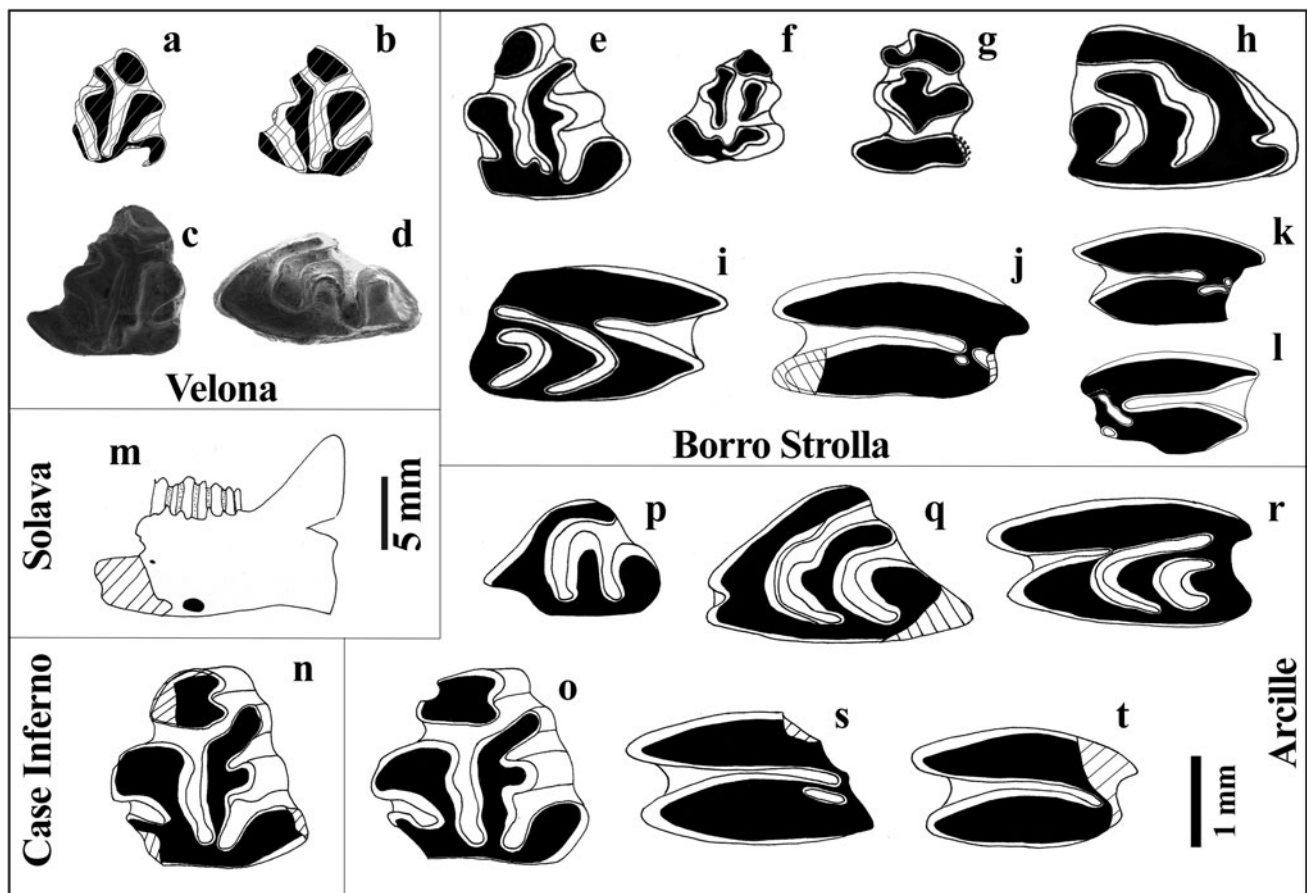 a
b
c
d
Velona
e
f
g
h
i
j
k
l
Borro Strolla
Solava
m
5 mm
Case Inferno
n
o
p
q
r
s
t
Arcille
1 mm